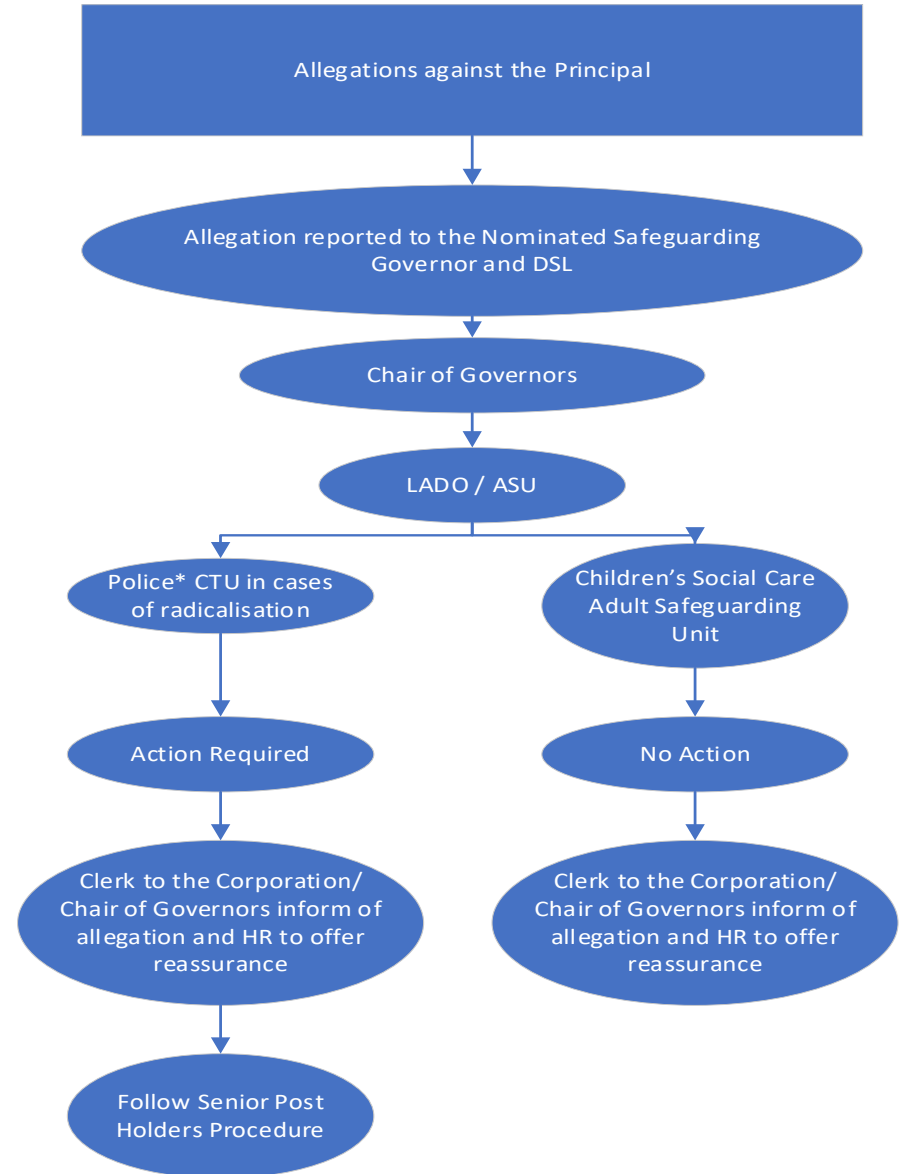 Allegations against the Principal
Allegation reported to the Nominated Safeguarding
Governor and DSL
Chair of Governors
LADO / ASU
Police* CTU in cases
of radicalisation
Children’s Social Care
Adult Safeguarding
Unit
Action Required
No Action
Clerk to the Corporation/
Chair of Governors inform of
allegation and HR to offer
reassurance
Clerk to the Corporation/
Chair of Governors inform of
allegation and HR to offer
reassurance
Follow Senior Post
Holders Procedure